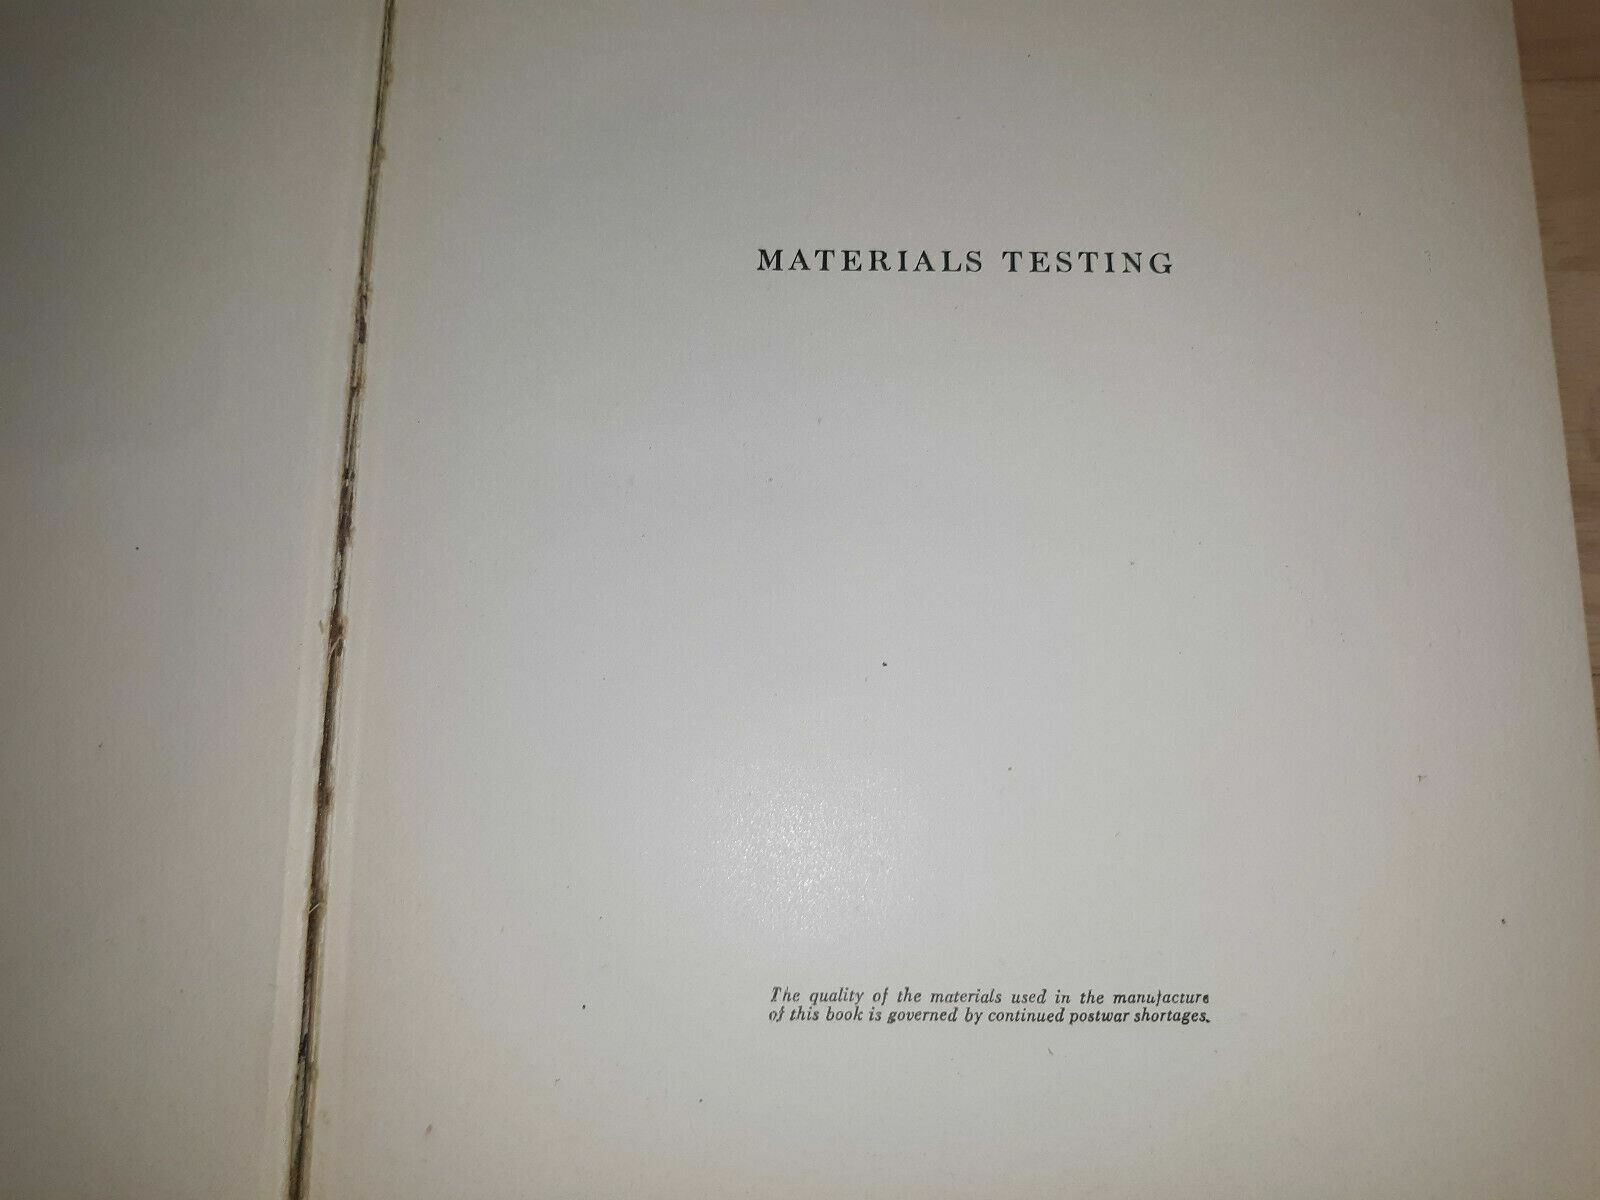 MATERIALS TESTING
The quality of the materials used in the manufacture
of this book is governed by continued postwar shortages.